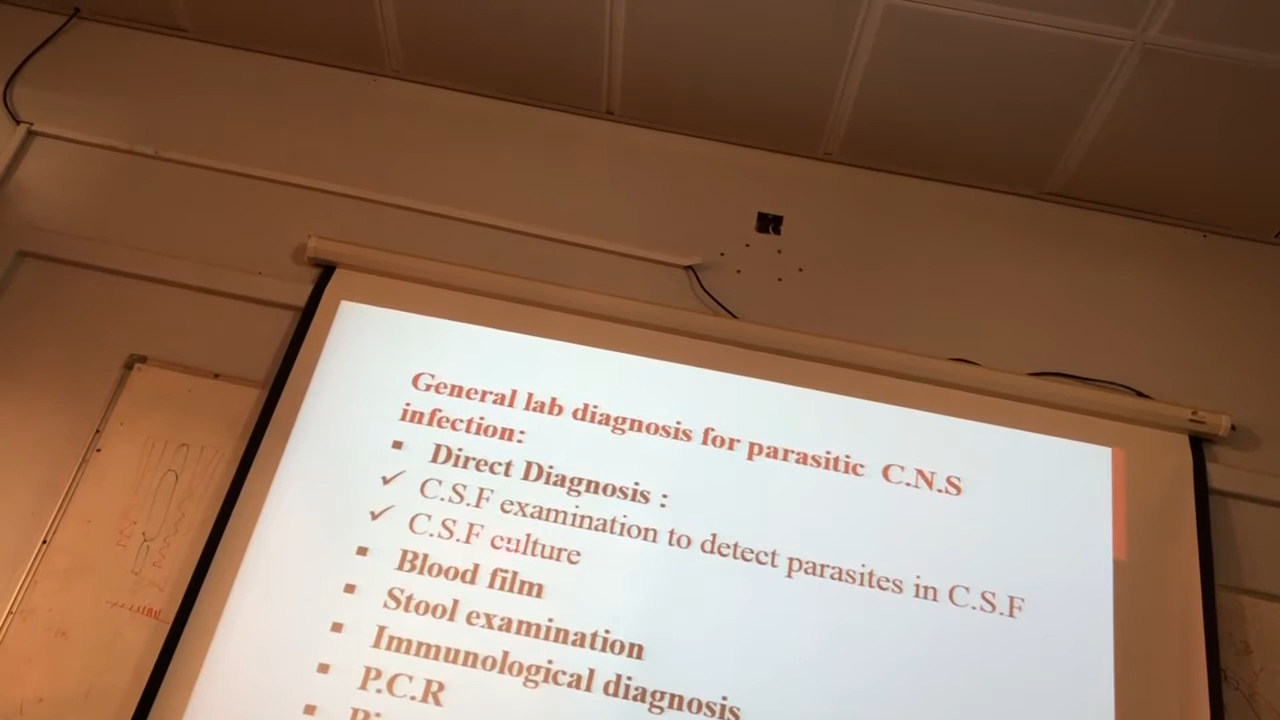 General lab diagnosis for parasitic C.N.S
infection:
▪ Direct Diagnosis :
✓ C.S.F examination to detect parasites in C.S.F
✓ C.S.F culture
▪ Blood film
▪ Stool examination
▪ Immunological diagnosis
▪ P.C.R